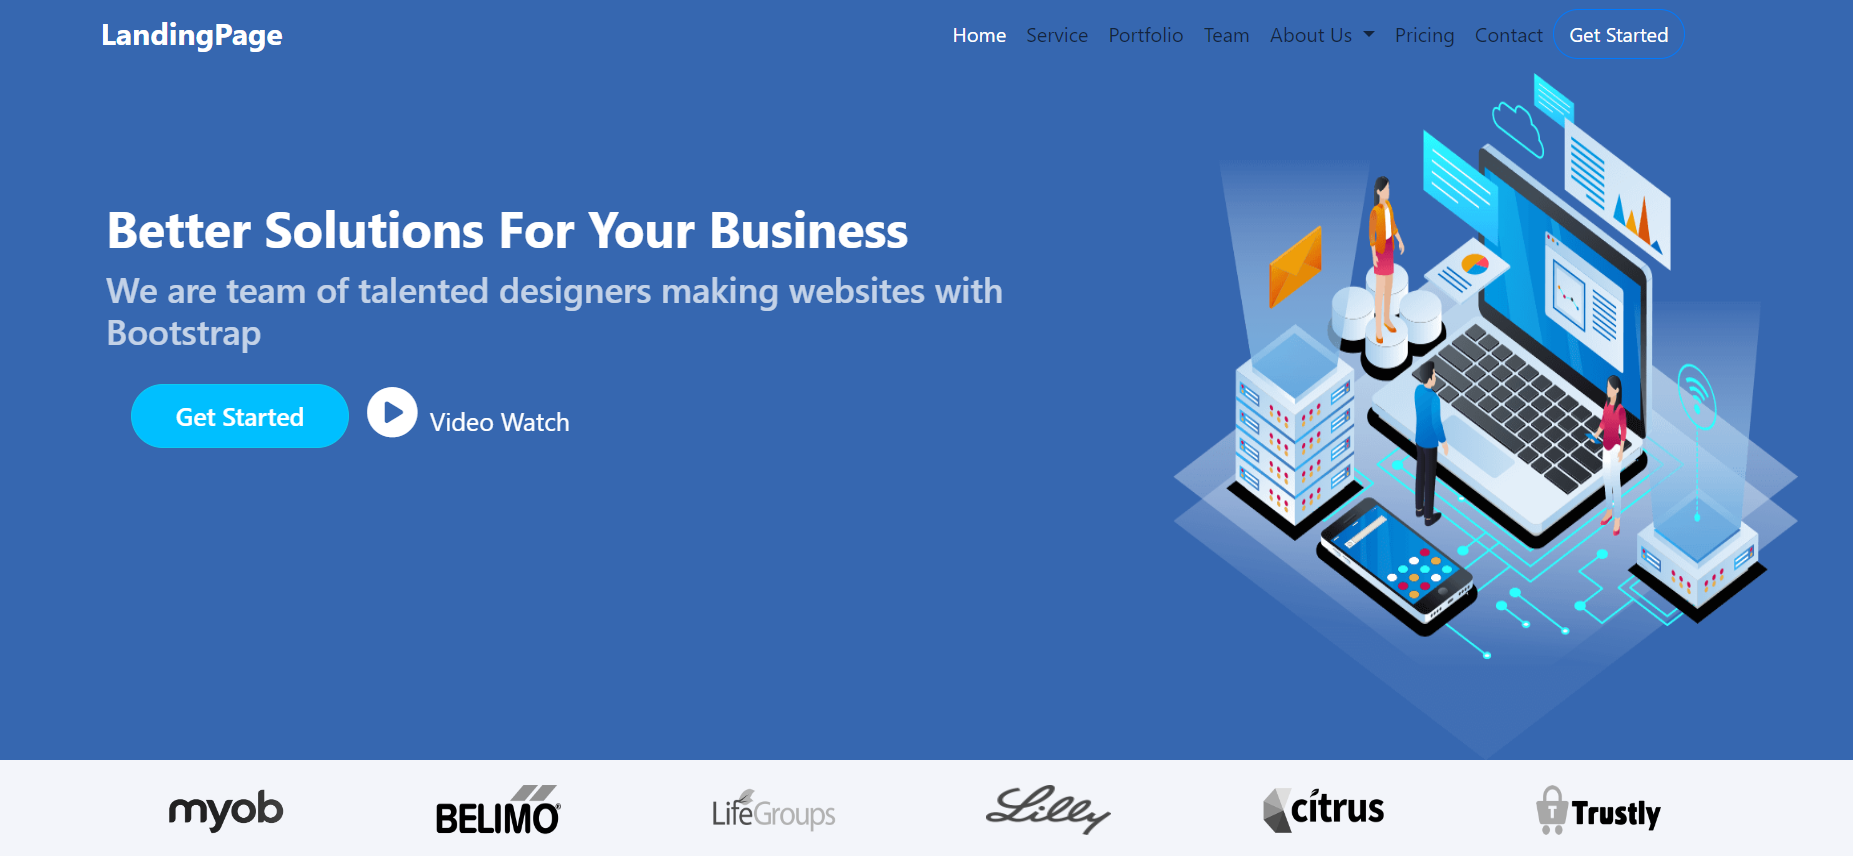 LandingPage
Home Service Portfolio Team About Us Pricing Contact Get Started
Better Solutions For Your Business
We are team of talented designers making websites with
Bootstrap
Get Started Video Watch
myob BELIMO® LifeGroups Lilly citrus T Trustly